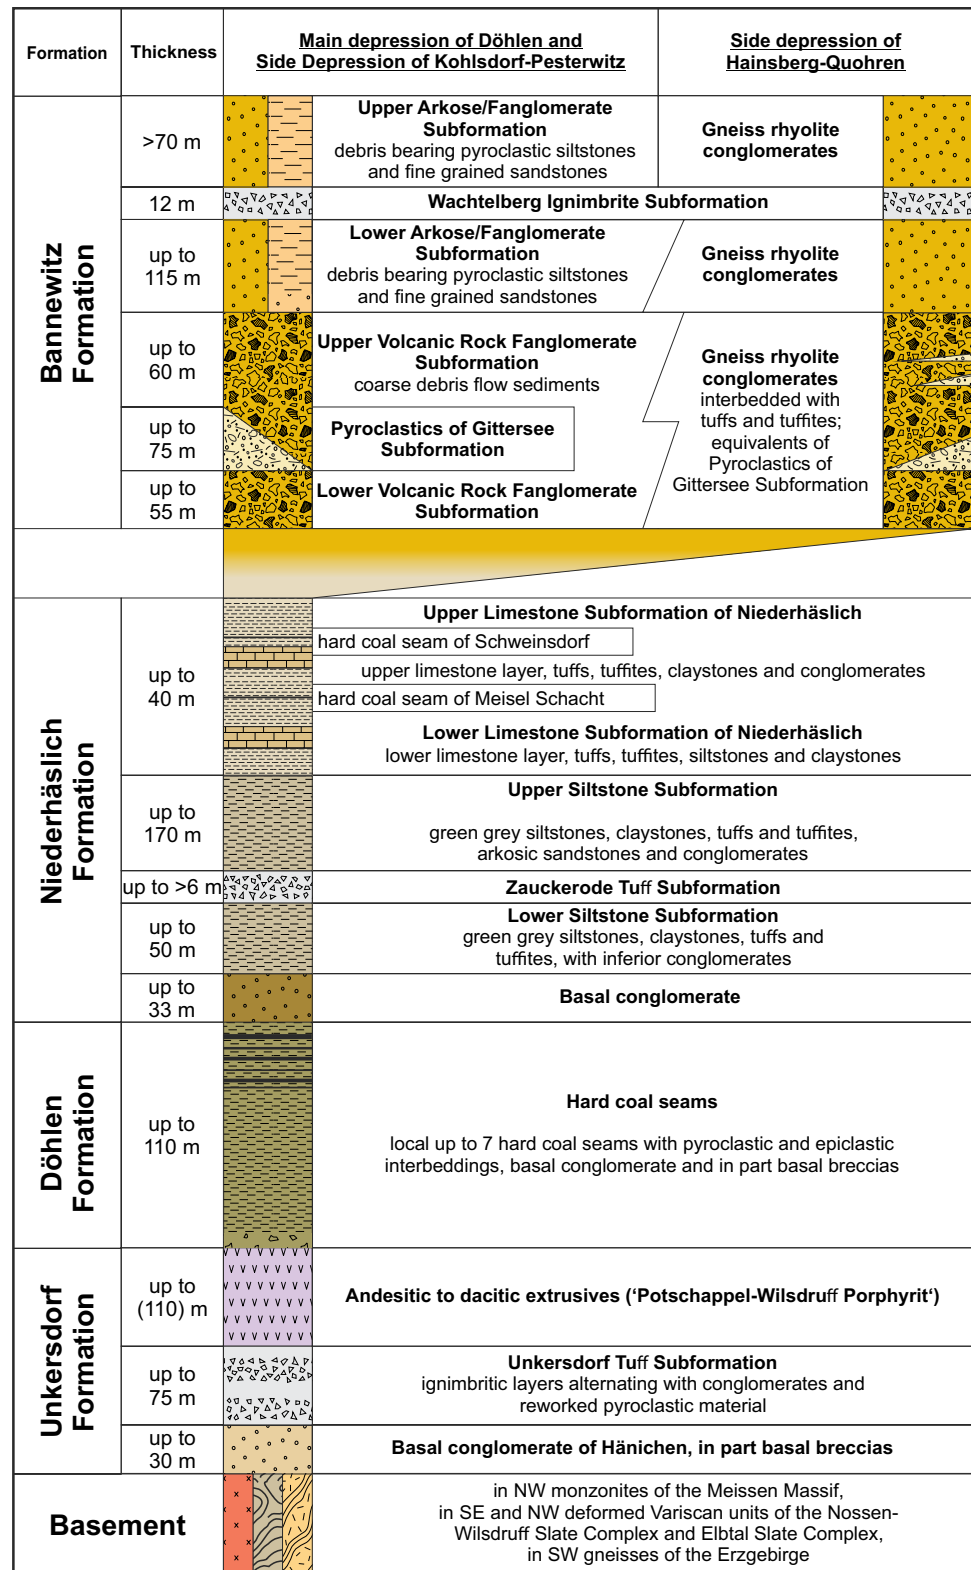 Formation
Thickness
Main depression of Döhlen and
Side Depression of Kohlsdorf-Pesterwitz
Side depression of
Hainsberg-Quohren
Bannewitz
Formation
>70 m
Upper Arkose/Fanglomerate
Subformation
debris bearing pyroclastic siltstones
and fine grained sandstones
Gneiss rhyolite
conglomerates
12 m
Wachtelberg Ignimbrite Subformation
up to
115 m
Lower Arkose/Fanglomerate
Subformation
debris bearing pyroclastic siltstones
and fine grained sandstones
Gneiss rhyolite
conglomerates
up to
60 m
Upper Volcanic Rock Fanglomerate
Subformation
coarse debris flow sediments
Gneiss rhyolite
conglomerates
interbedded with
tuffs and tuffites;
equivalents of
Pyroclastics of
Gittersee Subformation
up to
75 m
Pyroclastics of Gittersee
Subformation
up to
55 m
Lower Volcanic Rock Fanglomerate
Subformation
Niederhäslich
Formation
up to
40 m
Upper Limestone Subformation of Niederhäslich
hard coal seam of Schweinsdorf
upper limestone layer, tuffs, tuffites, claystones and conglomerates
hard coal seam of Meisel Schacht
Lower Limestone Subformation of Niederhäslich
lower limestone layer, tuffs, tuffites, siltstones and claystones
up to
170 m
Upper Siltstone Subformation
green grey siltstones, claystones, tuffs and tuffites,
arkosic sandstones and conglomerates
up to >6 m
Zauckerode Tuff Subformation
up to
50 m
Lower Siltstone Subformation
green grey siltstones, claystones, tuffs and
tuffites, with inferior conglomerates
up to
33 m
Basal conglomerate
Döhlen
Formation
up to
110 m
Hard coal seams
local up to 7 hard coal seams with pyroclastic and epiclastic
interbeddings, basal conglomerate and in part basal breccias
Unkersdorf
Formation
up to
(110) m
Andesitic to dacitic extrusives (‘Potschappel-Wilsdruff Porphyrit‘)
up to
75 m
Unkersdorf Tuff Subformation
ignimbritic layers alternating with conglomerates and
reworked pyroclastic material
up to
30 m
Basal conglomerate of Hänichen, in part basal breccias
Basement
in NW monzonites of the Meissen Massif,
in SE and NW deformed Variscan units of the Nossen-
Wilsdruff Slate Complex and Elbtal Slate Complex,
in SW gneisses of the Erzgebirge